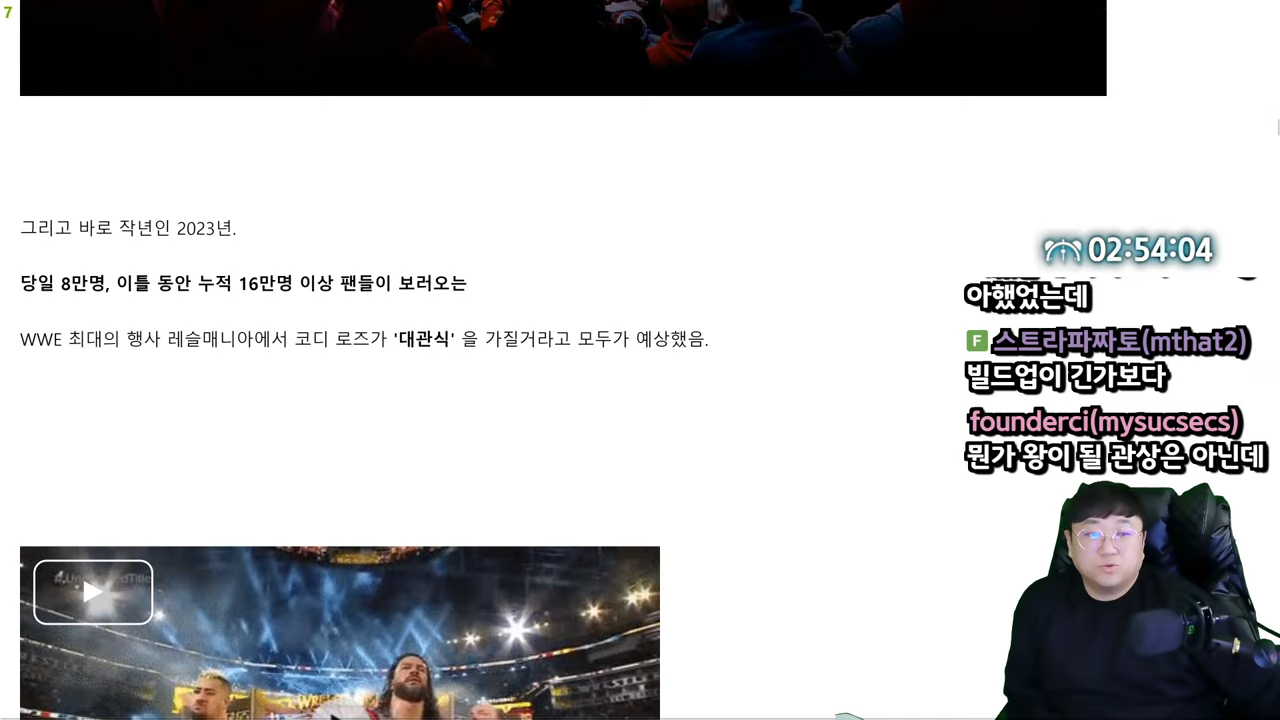 7
그리고 바로 작년인 2023년.
당일 8만명, 이틀 동안 누적 16만명 이상 팬들이 보러오는
WWE 최대의 행사 레슬매니아에서 코디 로즈가 '대관식' 을 가질거라고 모두가 예상했음.
02:54:04
아했었는데
F 스트라파짜토(mthat2)
빌드업이 긴가보다
founderci(mysucsecs)
뭔가 왕이 될 관상은 아닌데